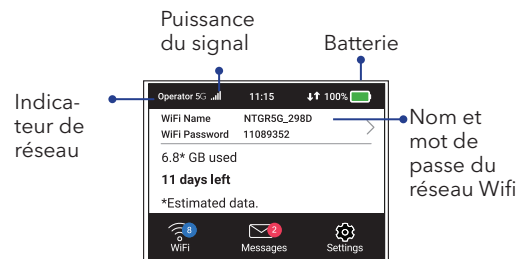 Puissance
du signal
Batterie
Indica-
teur de
réseau
Operator 5G 11:15 100%
WiFi Name NTGR5G_298D
WiFi Password 11089352
6.8* GB used
11 days left
*Estimated data.
8
2
WiFi Messages Settings
Nom et
mot de
passe du
réseau Wifi